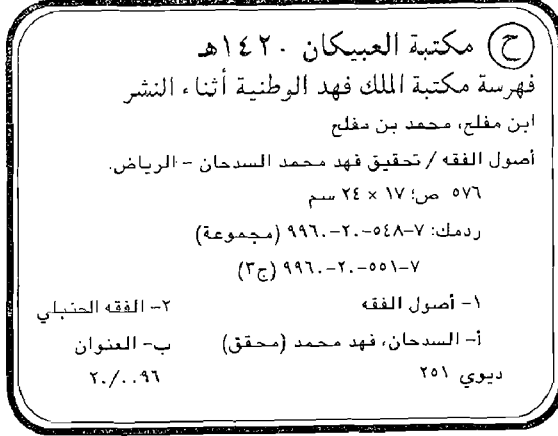 ح مكتبة العبيكان ١٤٢٠هـ
فهرسة مكتبة الملك فهد الوطنية أثناء النشر
ابن مفلح، محمد بن مفلح
أصول الفقه / تحقيق فهد محمد السدحان - الرياض.
٥٧٦ ص؛ ١٧ × ٢٤ سم
ردمك: ٧-٥٤٨-٢٠-٩٩٦٠ (مجموعة)
٧-٥٥١-٢٠-٩٩٦٠ (ج٣)
١- أصول الفقه ٢- الفقه الحنبلي
أ- السدحان، فهد محمد (محقق) ب- العنوان
ديوي ٢٥١ ٢٠/٠٠٩٦